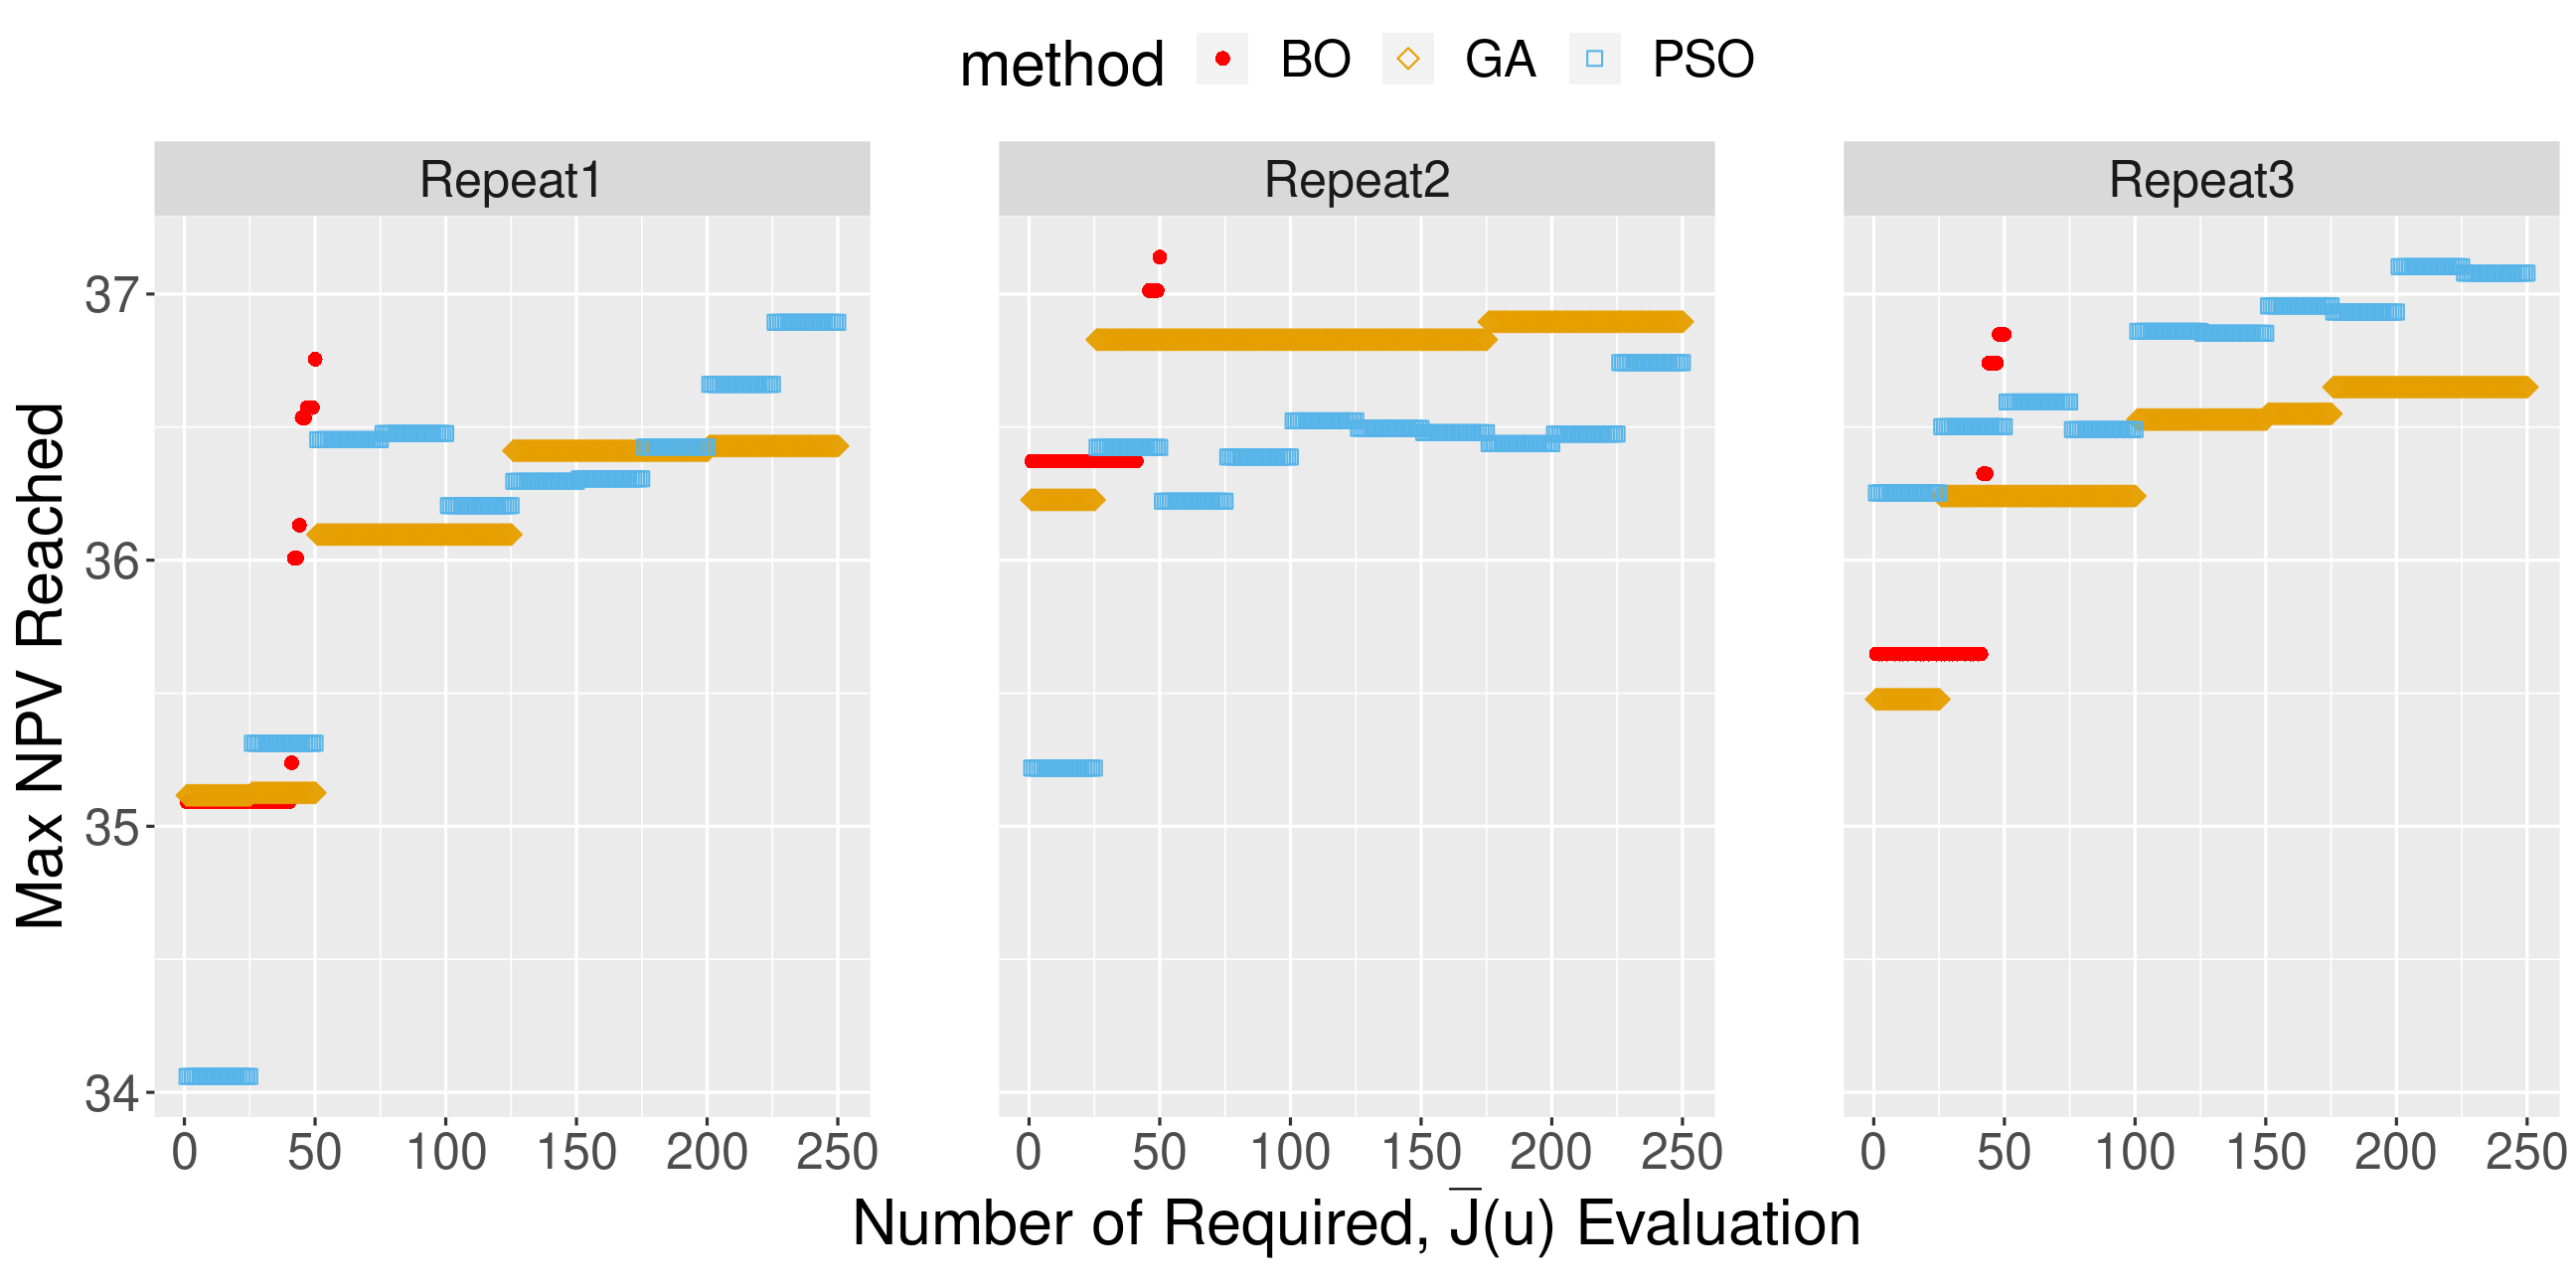 method BO GA PSO
Repeat1 Repeat2 Repeat3
Max NPV Reached
37
36
35
34
0 50 100 150 200 250 0 50 100 150 200 250 0 50 100 150 200 250
Number of Required, J̅(u) Evaluation